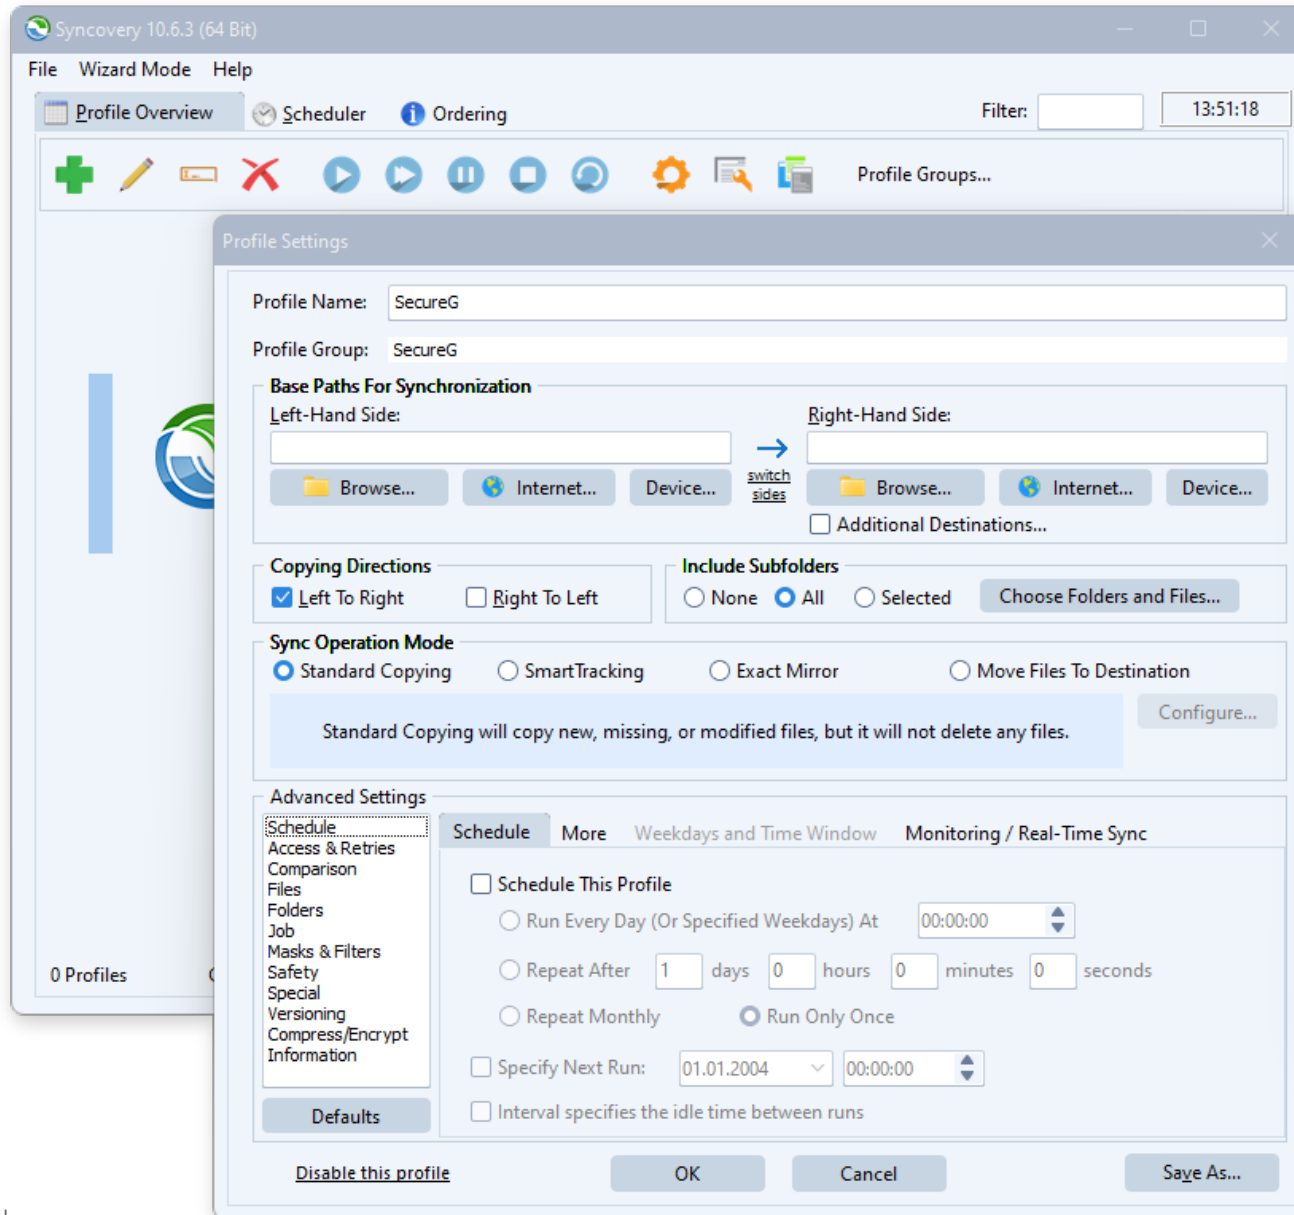 Syncovery 10.6.3 (64 Bit)
File Wizard Mode Help
Profile Overview Scheduler Ordering Filter: 13:51:18
Profile Groups...
Profile Settings
Profile Name: SecureG
Profile Group: SecureG
Base Paths For Synchronization
Left-Hand Side: Right-Hand Side:
Browse... Internet... Device... switch sides Browse... Internet... Device...
Additional Destinations...
Copying Directions Include Subfolders
Left To Right Right To Left None All Selected Choose Folders and Files...
Sync Operation Mode
Standard Copying SmartTracking Exact Mirror Move Files To Destination
Standard Copying will copy new, missing, or modified files, but it will not delete any files. Configure...
Advanced Settings
Schedule
Access & Retries
Comparison
Files
Folders
Job
Masks & Filters
Safety
Special
Versioning
Compress/Encrypt
Information
Defaults
Schedule More Weekdays and Time Window Monitoring / Real-Time Sync
Schedule This Profile
Run Every Day (Or Specified Weekdays) At 00:00:00
Repeat After 1 days 0 hours 0 minutes 0 seconds
Repeat Monthly Run Only Once
Specify Next Run: 01.01.2004 00:00:00
Interval specifies the idle time between runs
0 Profiles
Disable this profile OK Cancel Save As...